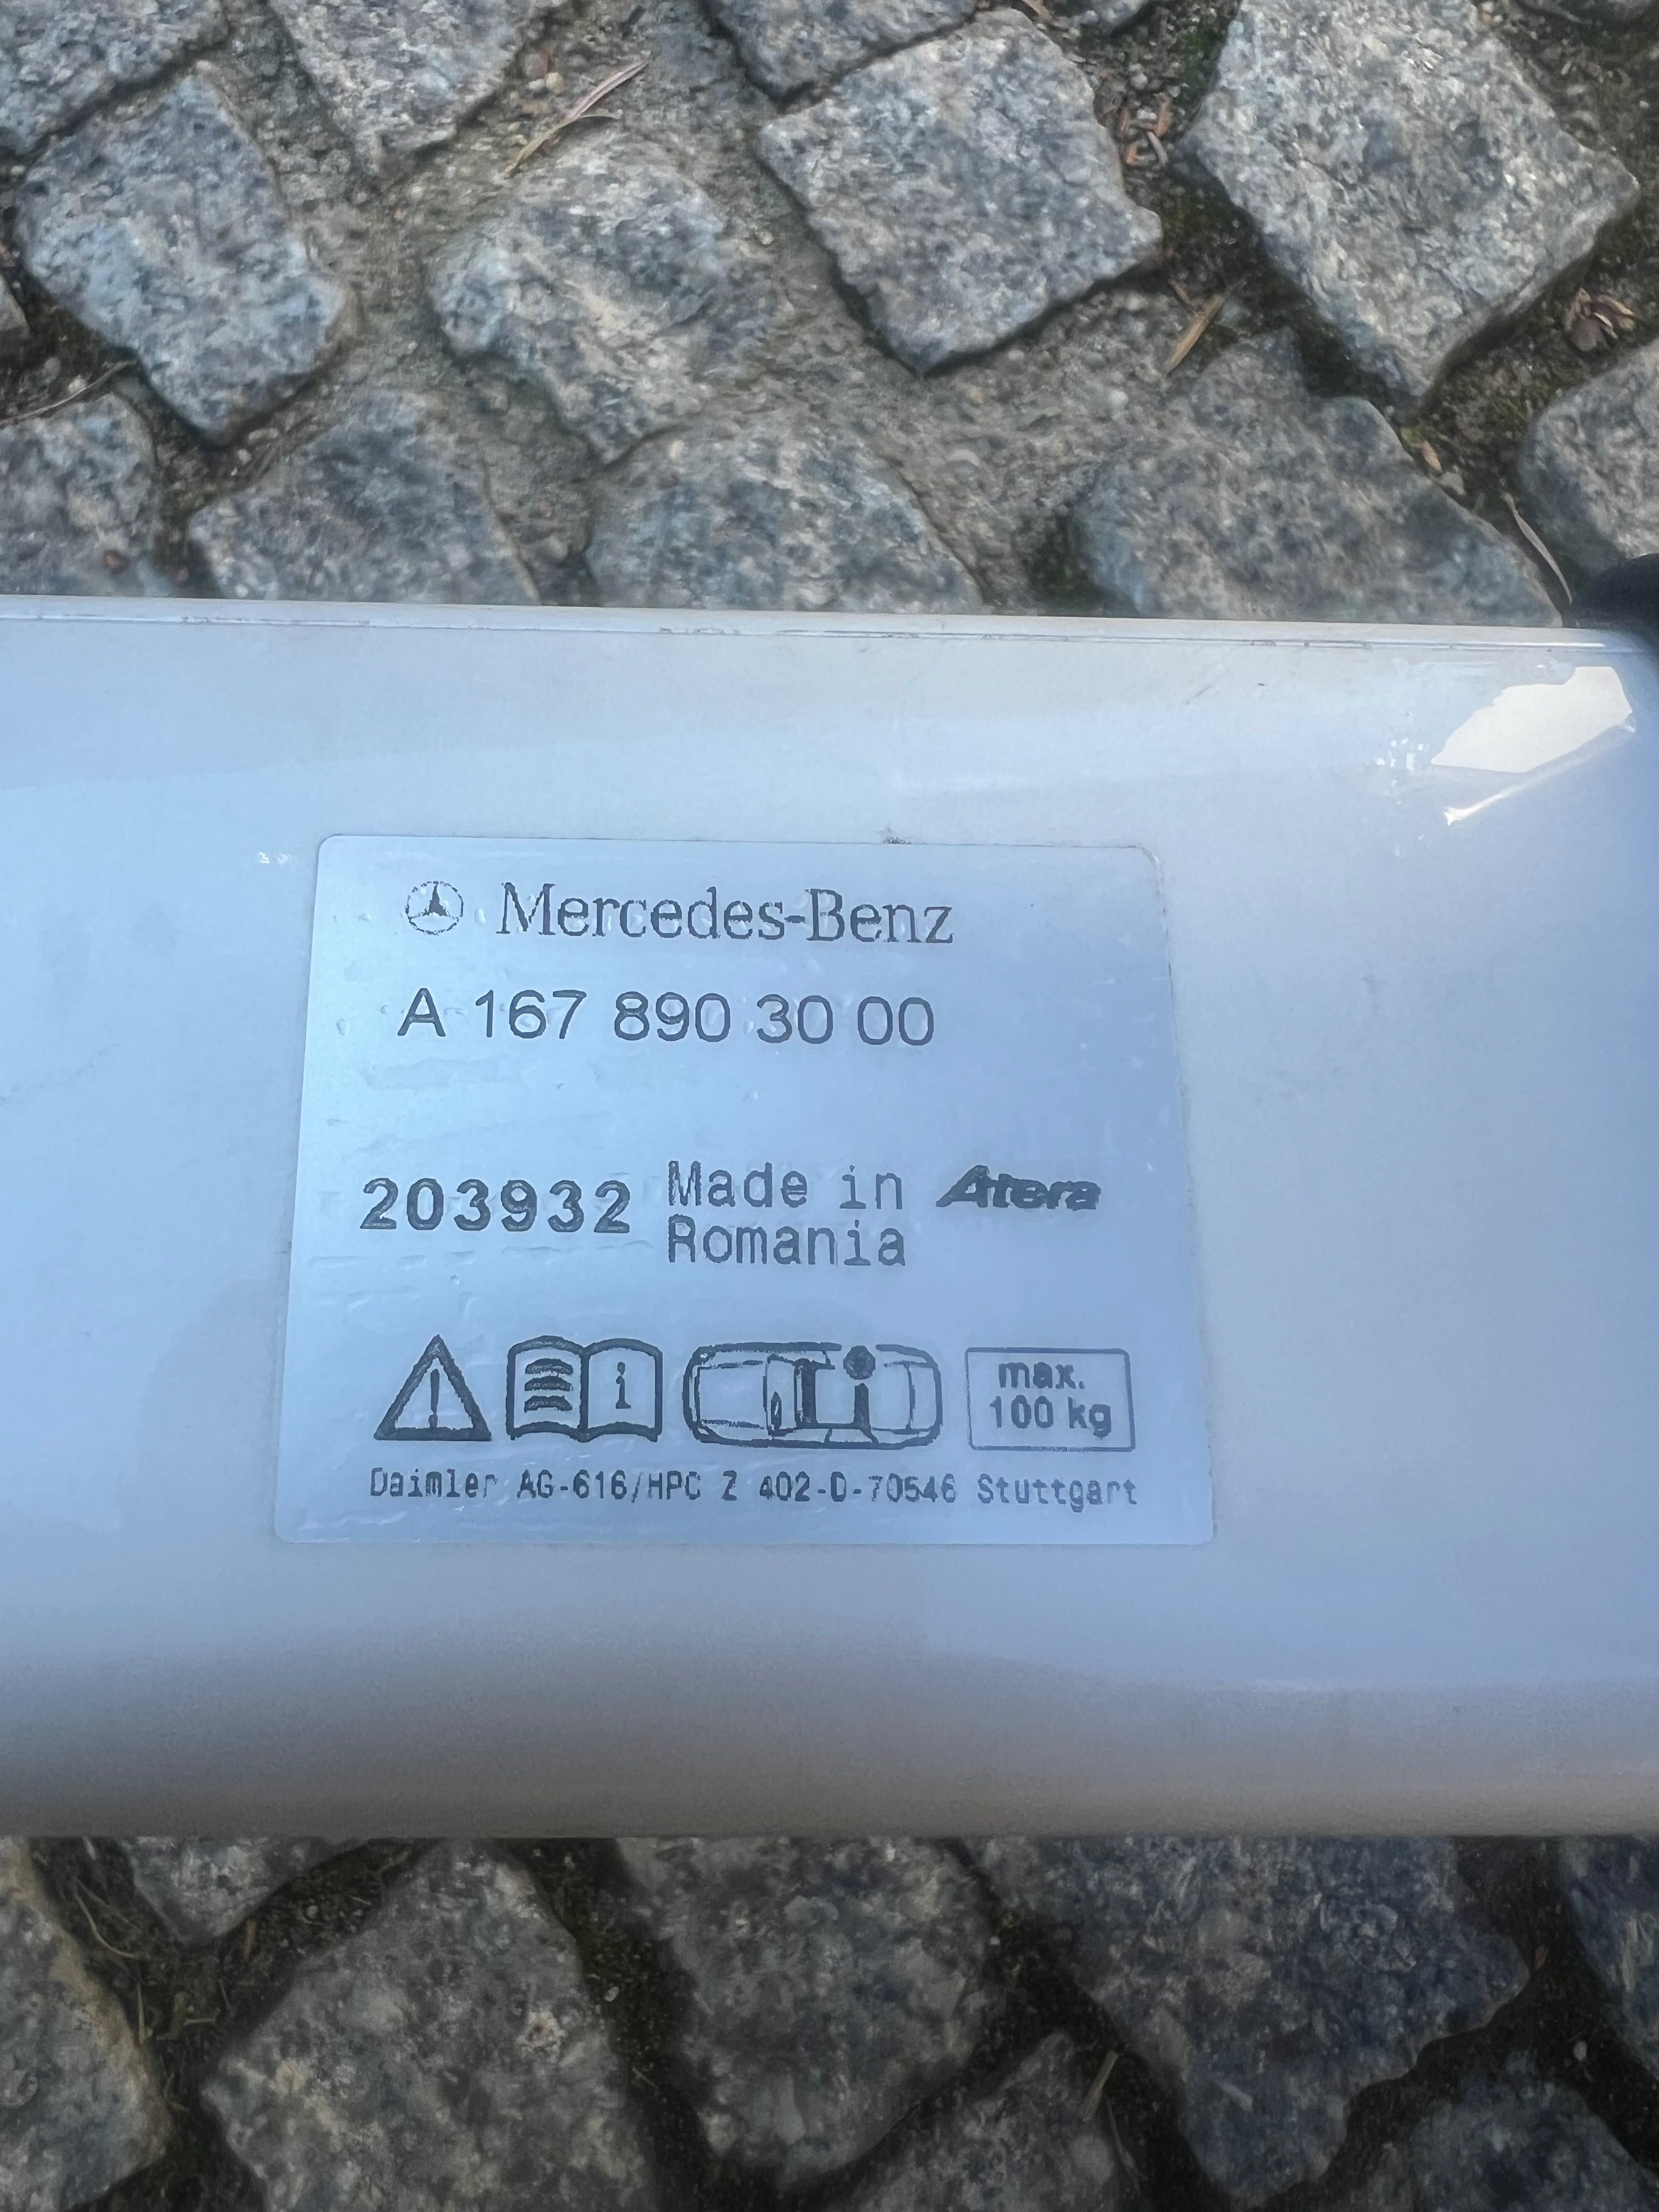 Mercedes-Benz
A 167 890 30 00
203932 Made in Atera
Romania
i
max.
100 kg
Daimler AG-616/HPC Z 402-D-70546 Stuttgart